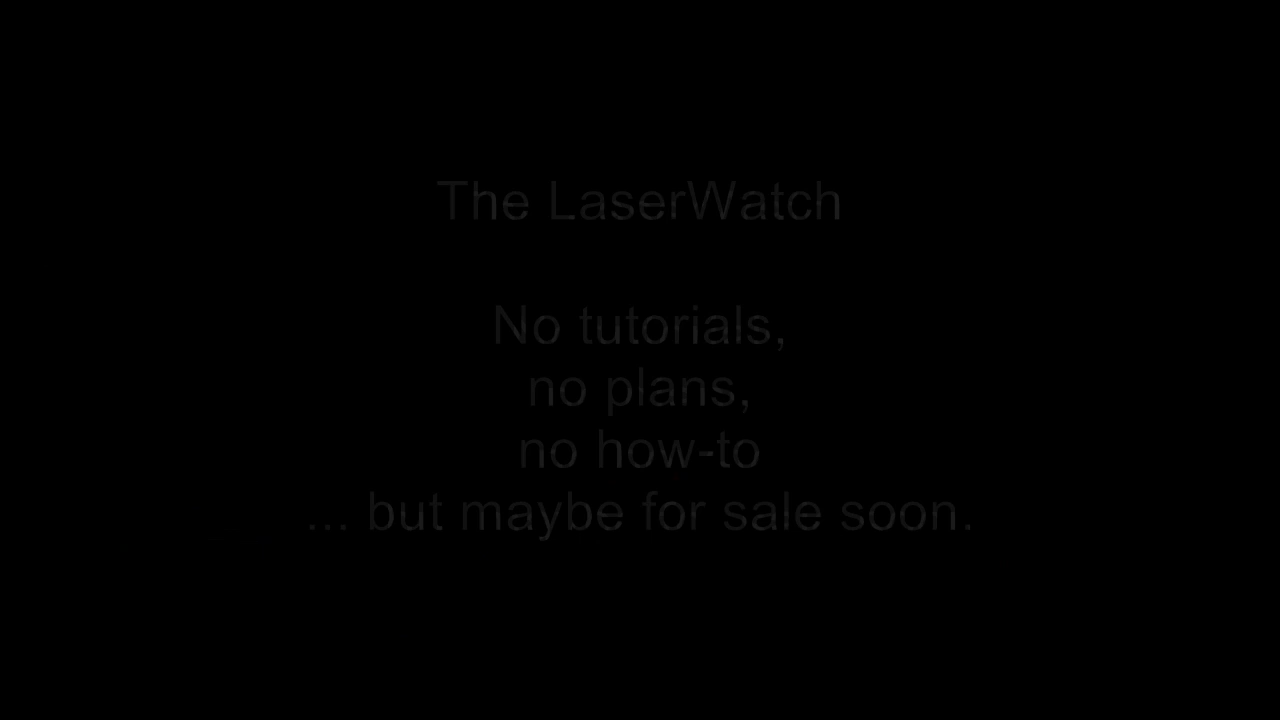 The LaserWatch
No tutorials,
no plans,
no how-to
... but maybe for sale soon.